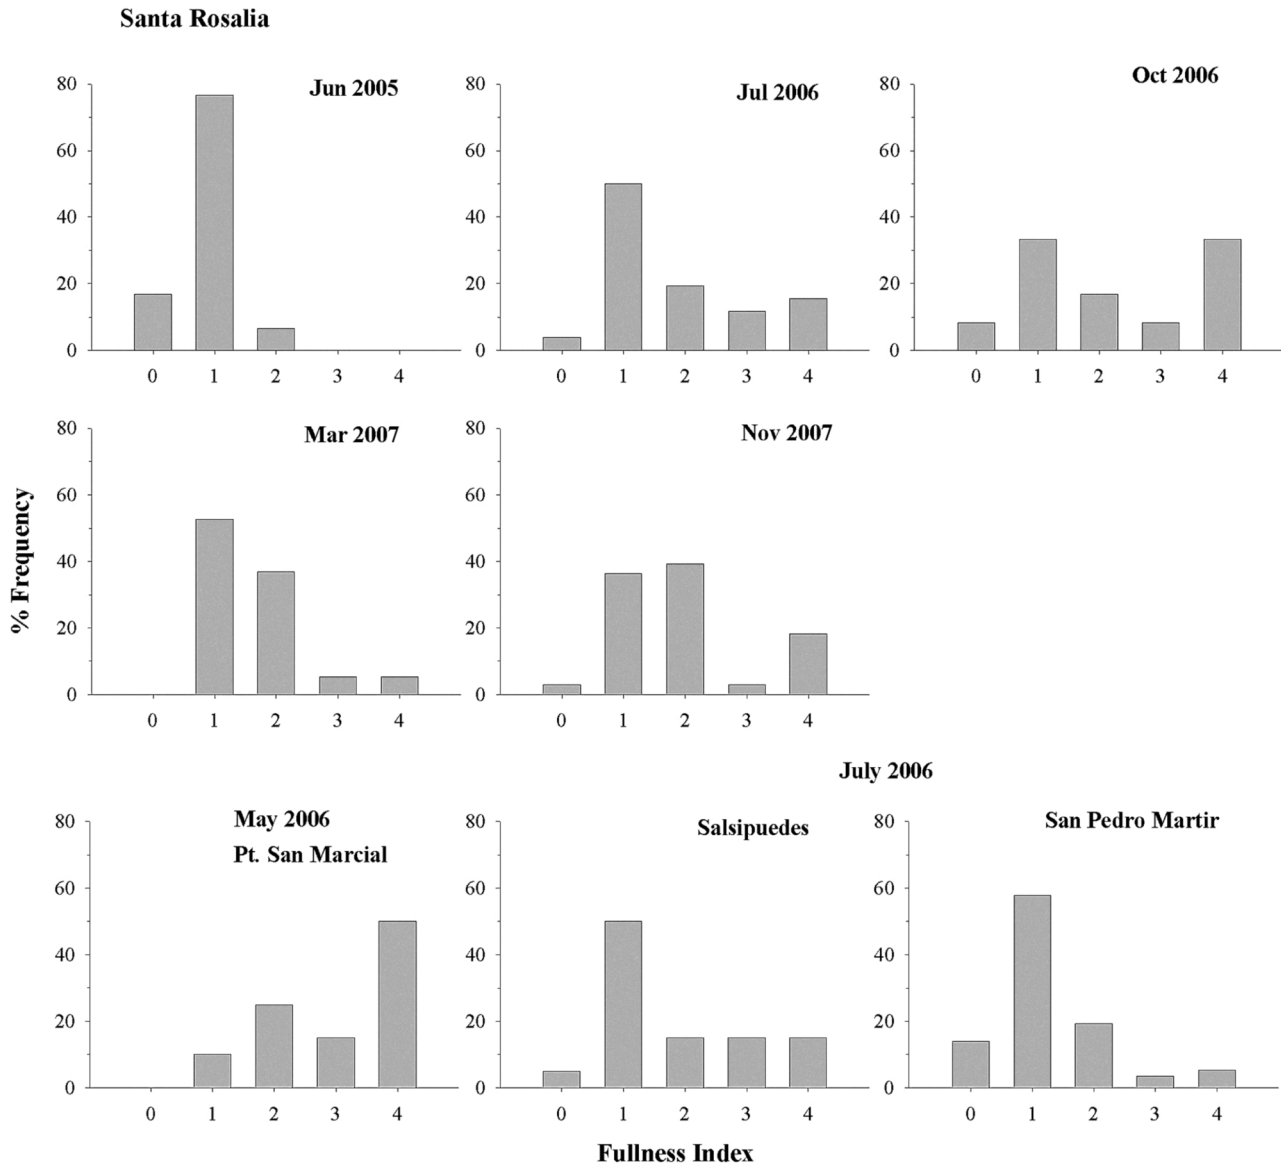 Santa Rosalia
Jun 2005
80
60
40
20
0
0 1 2 3 4
Jul 2006
80
60
40
20
0
0 1 2 3 4
Oct 2006
80
60
40
20
0
0 1 2 3 4
Mar 2007
80
60
40
20
0
0 1 2 3 4
Nov 2007
80
60
40
20
0
0 1 2 3 4
% Frequency
May 2006
Pt. San Marcial
80
60
40
20
0
0 1 2 3 4
July 2006
Salsipuedes
80
60
40
20
0
0 1 2 3 4
San Pedro Martir
80
60
40
20
0
0 1 2 3 4
Fullness Index